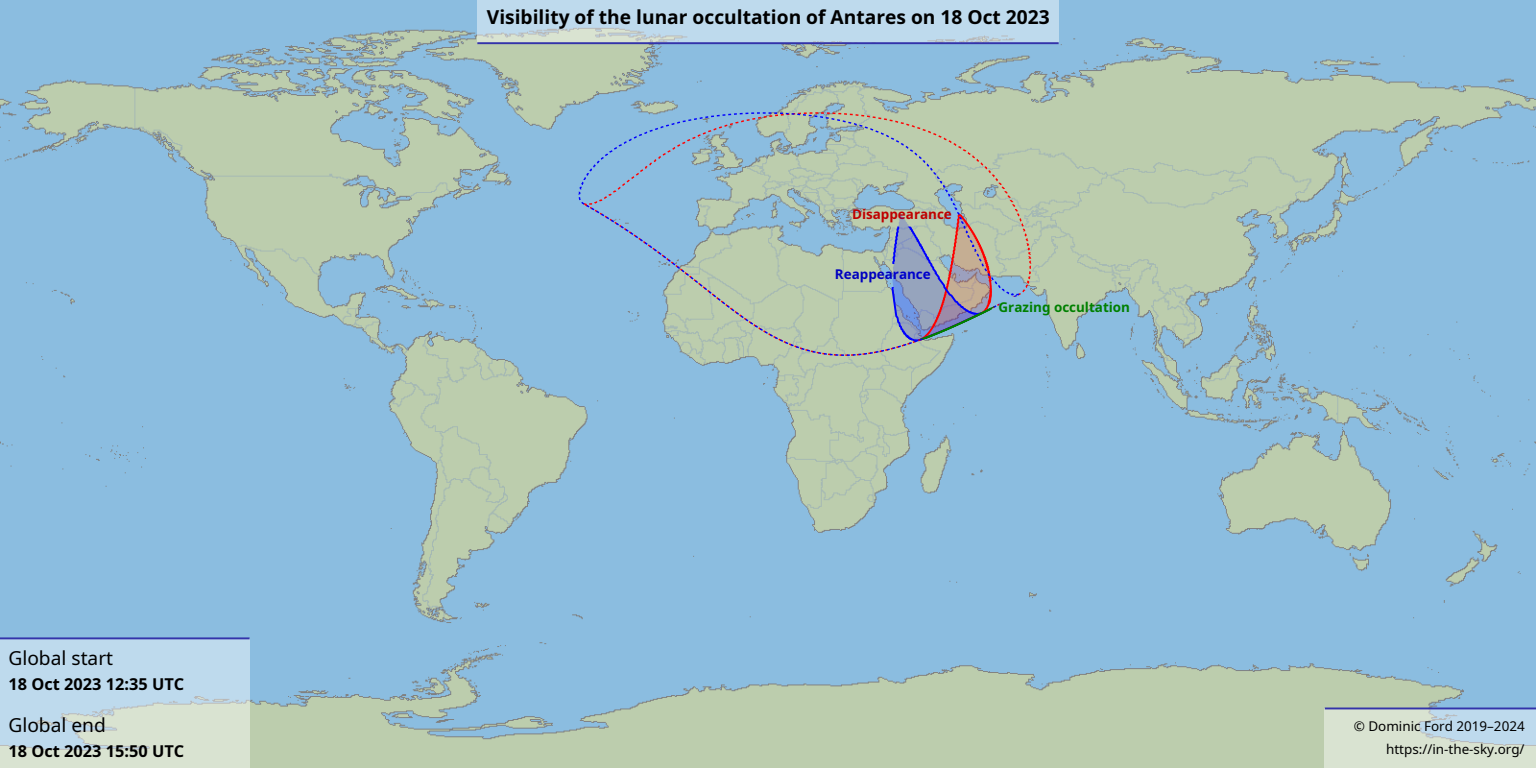 Visibility of the lunar occultation of Antares on 18 Oct 2023
Disappearance
Reappearance
Grazing occultation
Global start
18 Oct 2023 12:35 UTC
Global end
18 Oct 2023 15:50 UTC
© Dominic Ford 2019–2024
https://in-the-sky.org/